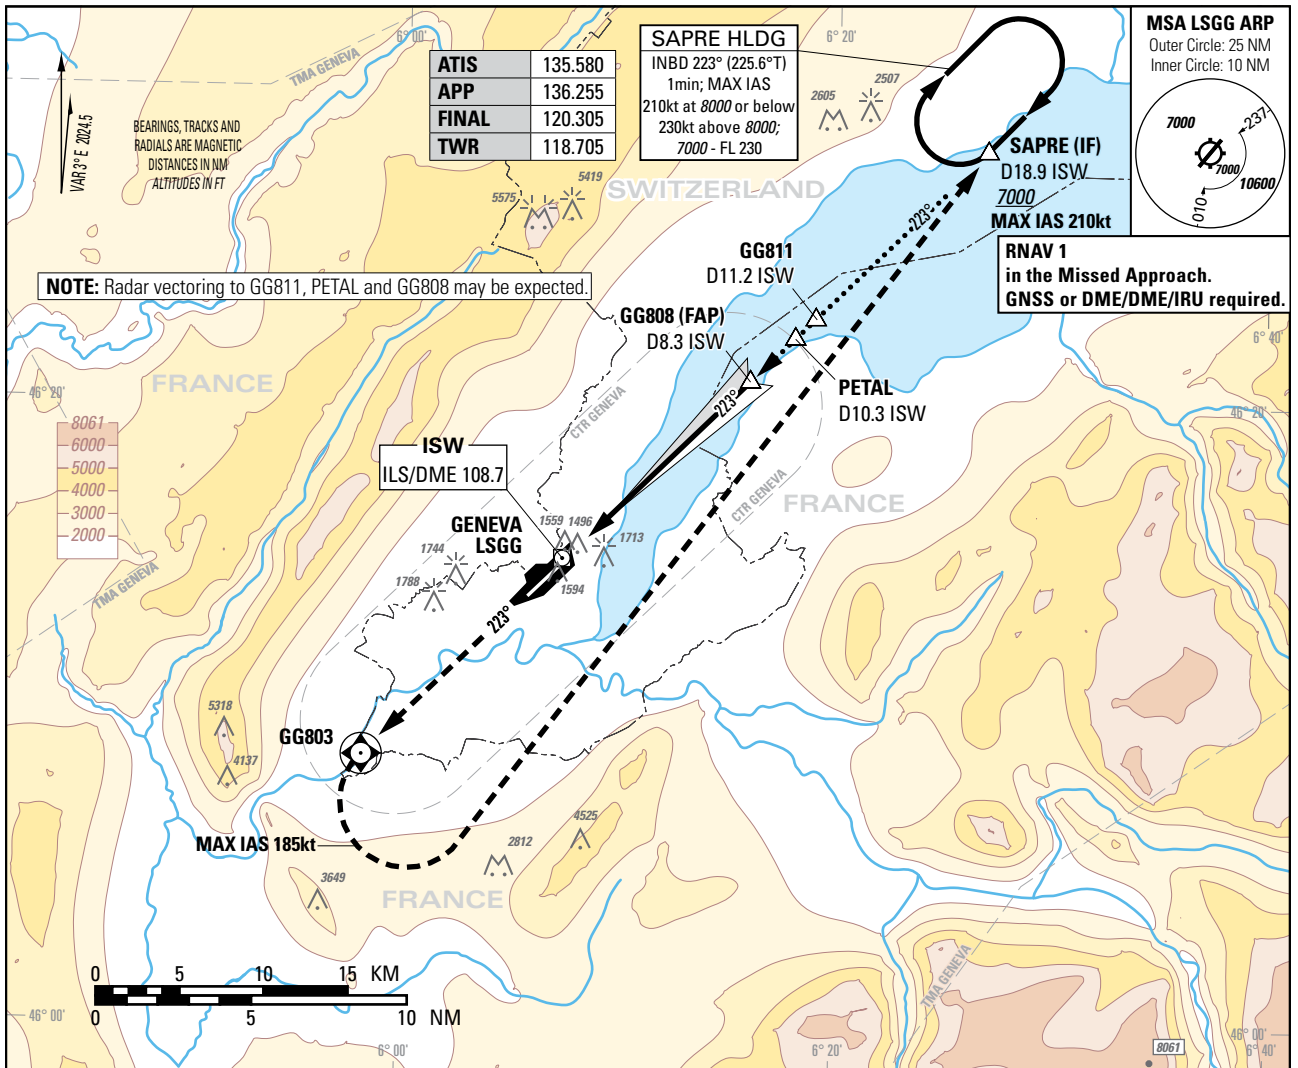 6° 00'
TMA GENEVA
VAR 3° E 2024.5
BEARINGS, TRACKS AND
RADIALS ARE MAGNETIC
DISTANCES IN NM
ALTITUDES IN FT
ATIS 135.580
APP 136.255
FINAL 120.305
TWR 118.705
SAPRE HLDG
INBD 223° (225.6°T)
1min; MAX IAS
210kt at 8000 or below
230kt above 8000;
7000 - FL 230
6° 20'
2605
2507
MSA LSGG ARP
Outer Circle: 25 NM
Inner Circle: 10 NM
7000
237
7000
10600
010
SAPRE (IF)
D18.9 ISW
7000
MAX IAS 210kt
RNAV 1
in the Missed Approach.
GNSS or DME/DME/IRU required.
5575
5419
SWITZERLAND
223°
GG811
D11.2 ISW
NOTE: Radar vectoring to GG811, PETAL and GG808 may be expected.
GG808 (FAP)
D8.3 ISW
6° 40'
PETAL
D10.3 ISW
46° 20'
46° 20'
FRANCE
CTR GENEVA
223°
8061
6000
5000
4000
3000
2000
ISW
ILS/DME 108.7
CTR GENEVA
FRANCE
GENEVA
LSGG
1559
1496
1713
1744
1788
1594
TMA GENEVA
223°
5318
4137
GG803
MAX IAS 185kt
4525
2812
3649
FRANCE
0 5 10 15 KM
0 5 10 NM
TMA GENEVA
46° 00'
46° 00'
6° 00'
6° 20'
8061
6° 40'